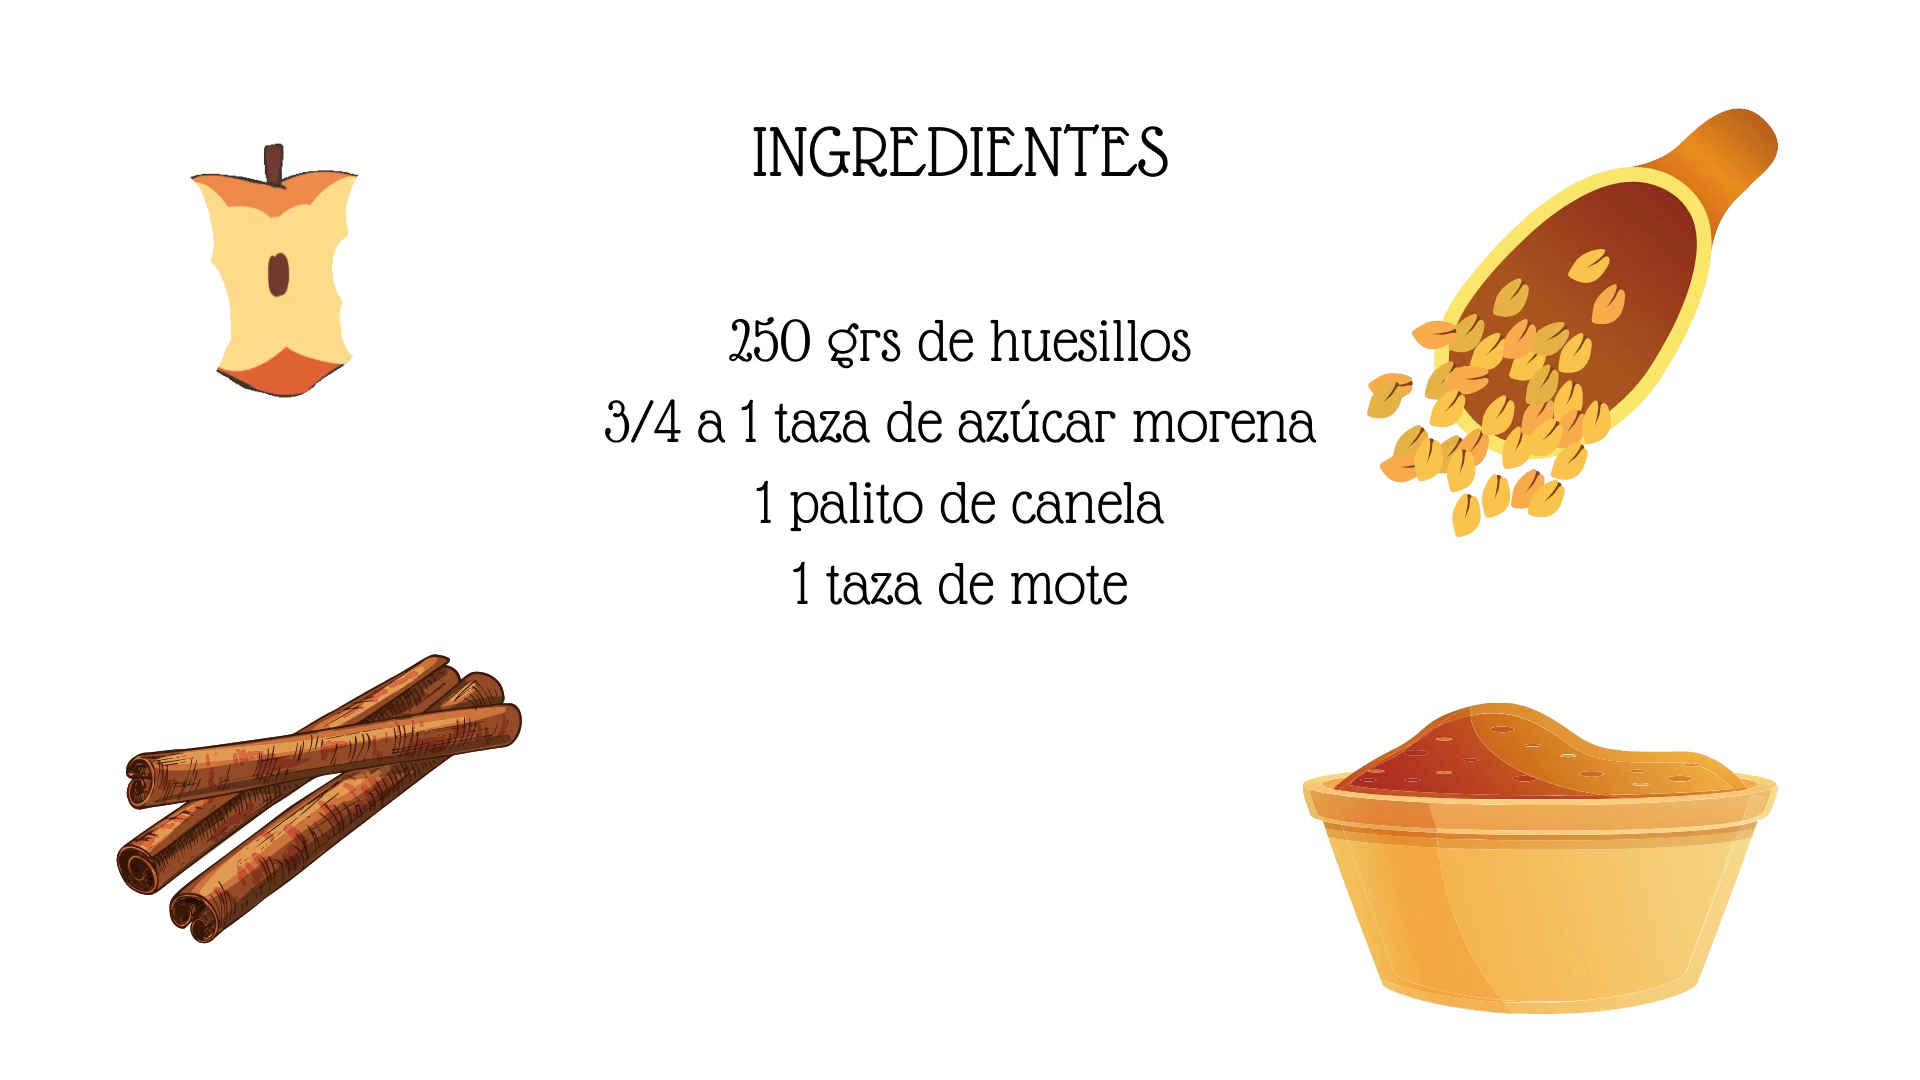 INGREDIENTES
250 grs de huesillos
3/4 a 1 taza de azúcar morena
1 palito de canela
1 taza de mote